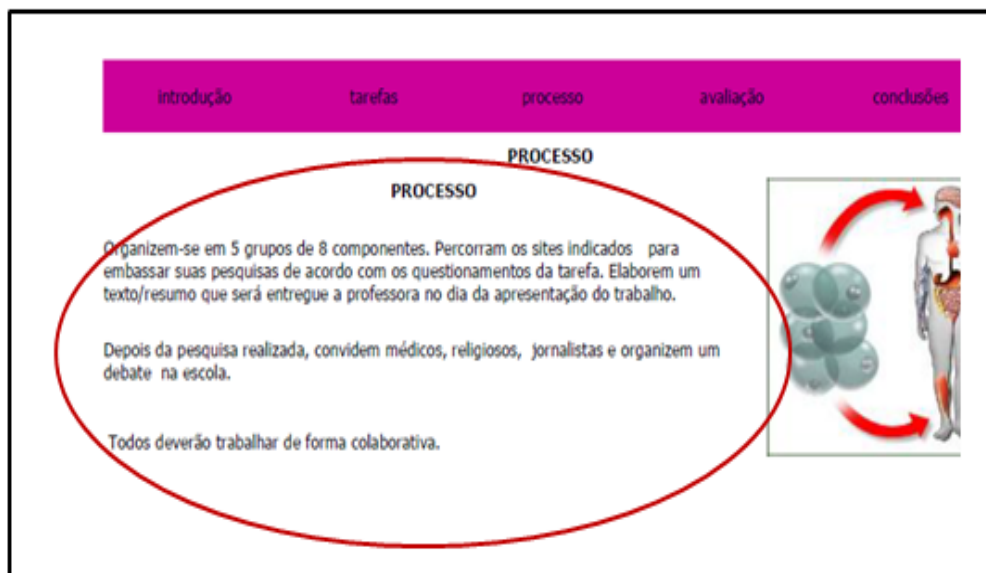 introdução tarefas processo avaliação conclusões
PROCESSO
PROCESSO
Organizem-se em 5 grupos de 8 componentes. Percorram os sites indicados para
embassar suas pesquisas de acordo com os questionamentos da tarefa. Elaborem um
texto/resumo que será entregue a professora no dia da apresentação do trabalho.
Depois da pesquisa realizada, convidem médicos, religiosos, jornalistas e organizem um
debate na escola.
Todos deverão trabalhar de forma colaborativa.